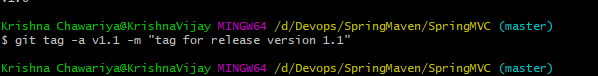 Krishna Chawariya@KrishnaVijay MINGW64 /d/Devops/SpringMaven/SpringMVC (master)
$ git tag -a v1.1 -m "tag for release version 1.1"
Krishna Chawariya@KrishnaVijay MINGW64 /d/Devops/SpringMaven/SpringMVC (master)